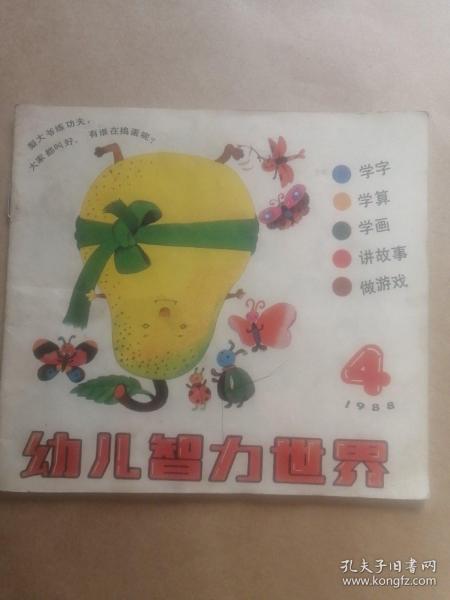 梨大爷练功夫，
大家都叫好，有谁在捣蛋呢？
学字
学算
学画
讲故事
做游戏
4
1988
幼儿智力世界
孔夫子旧书网
www.kongfz.com